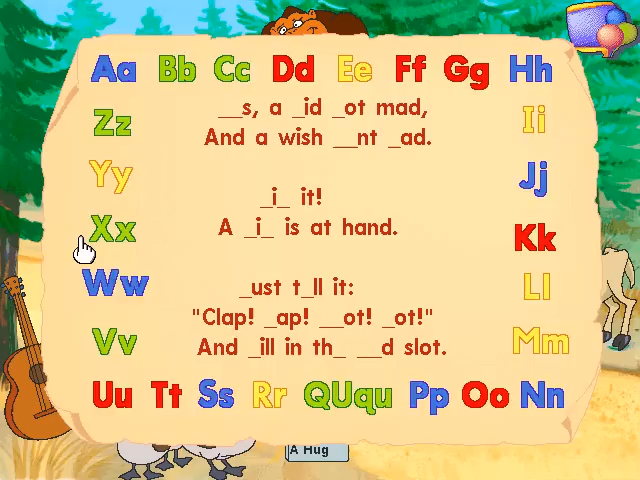 Aa Bb Cc Dd Ee Ff Gg Hh
Zz
__s, a _id _ot mad,
Ii
And a wish __nt _ad.
Yy
Jj
_i_ it!
Xx
A _i_ is at hand.
Kk
Ww
_ust t_ll it:
Ll
"Clap! _ap! __ot! _ot!"
Vv
Mm
And _ill in th_ __d slot.
Uu Tt Ss Rr QUqu Pp Oo Nn
A Hug